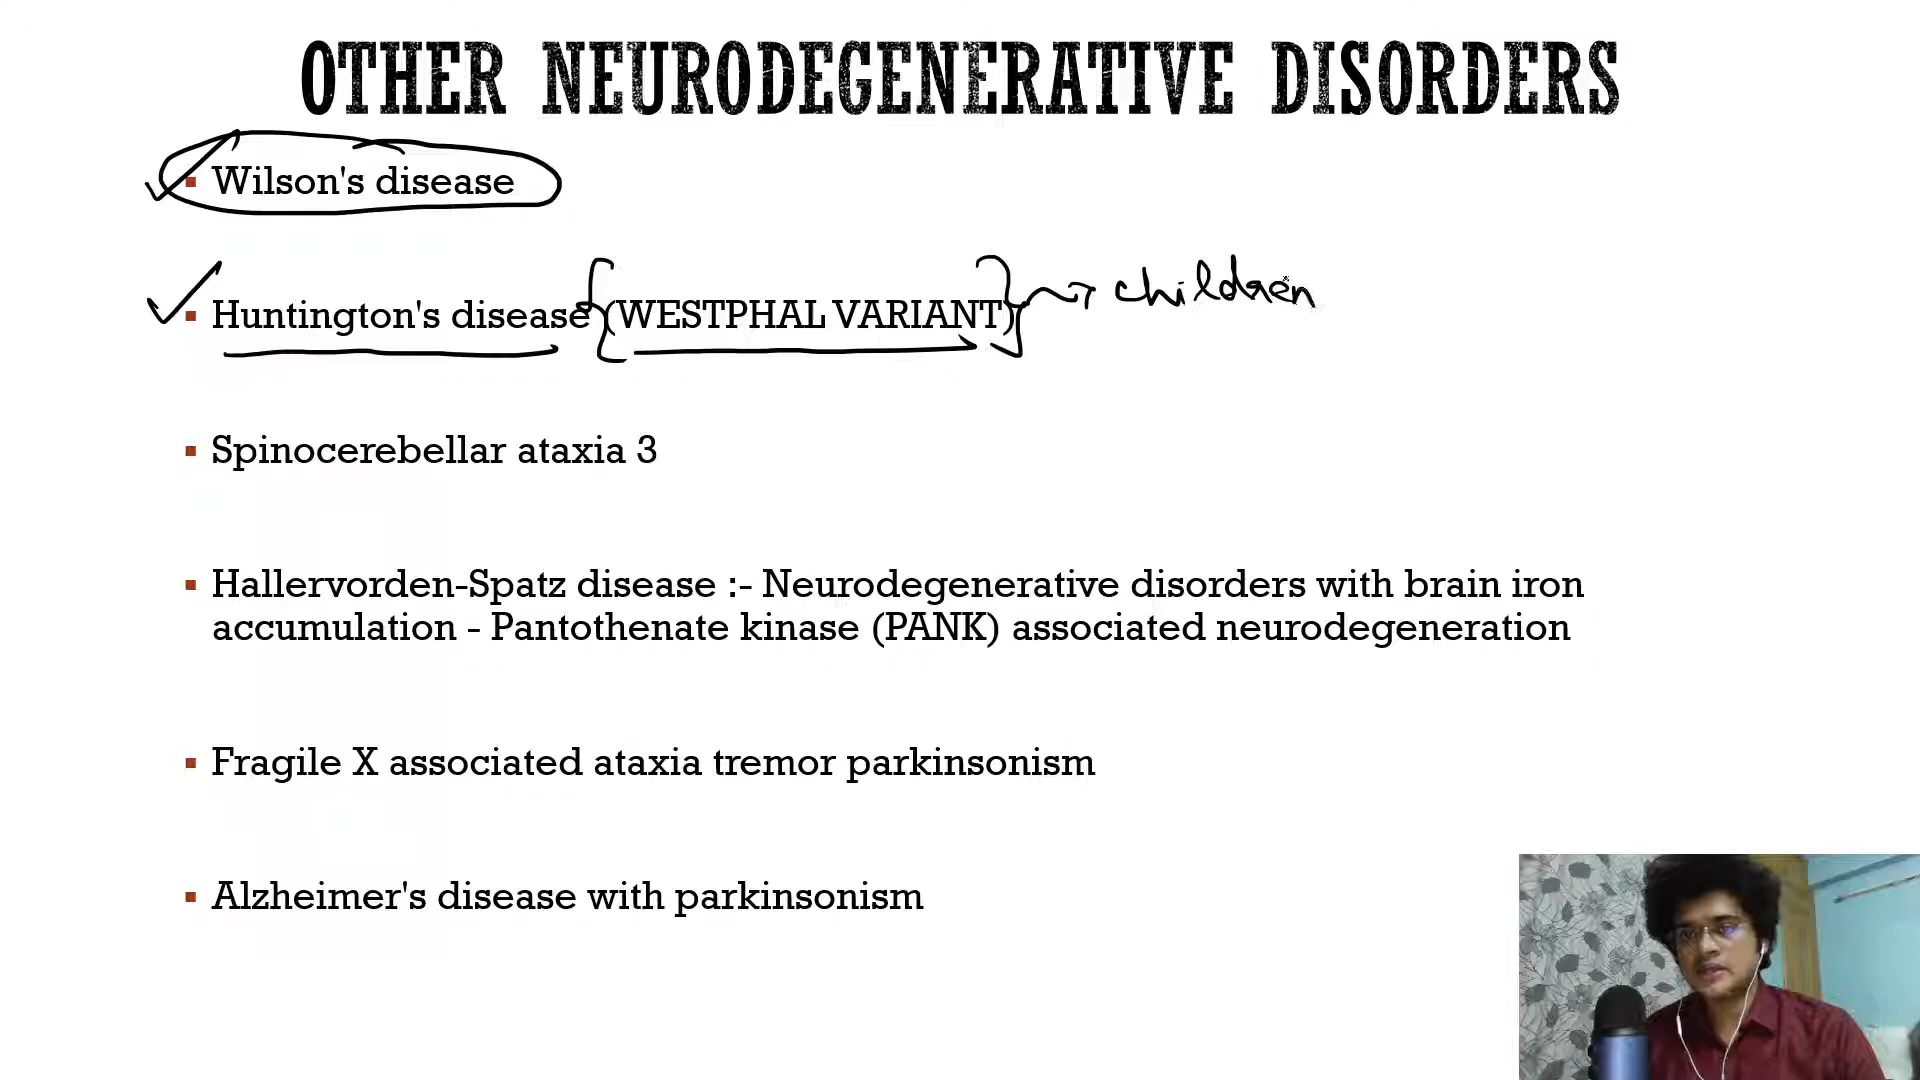 OTHER NEURODEGENERATIVE DISORDERS
▪ Wilson's disease
▪ Huntington's disease (WESTPHAL VARIANT) → children
▪ Spinocerebellar ataxia 3
▪ Hallervorden-Spatz disease :- Neurodegenerative disorders with brain iron
accumulation - Pantothenate kinase (PANK) associated neurodegeneration
▪ Fragile X associated ataxia tremor parkinsonism
▪ Alzheimer's disease with parkinsonism